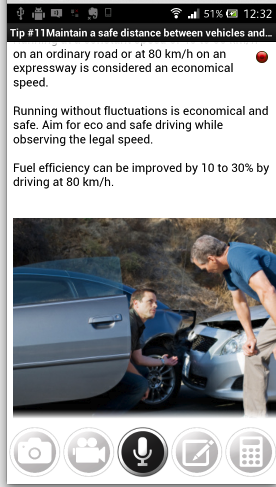 51% 12:32
Tip #11Maintain a safe distance between vehicles and...
on an ordinary road or at 80 km/h on an
expressway is considered an economical
speed.
Running without fluctuations is economical and
safe. Aim for eco and safe driving while
observing the legal speed.
Fuel efficiency can be improved by 10 to 30% by
driving at 80 km/h.